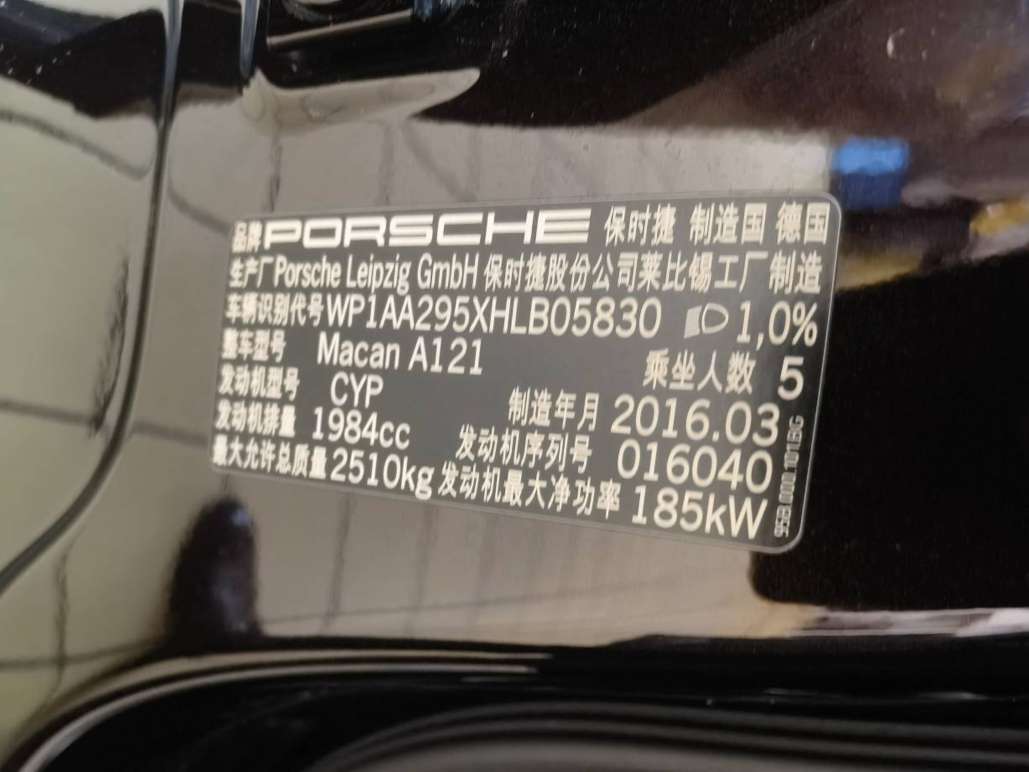 品牌 PORSCHE 保时捷 制造国 德国
生产厂 Porsche Leipzig GmbH 保时捷股份公司莱比锡工厂制造
车辆识别代号 WP1AA295XHLB05830 1,0%
整车型号 Macan A121 乘坐人数 5
发动机型号 CYP 制造年月 2016.03
发动机排量 1984cc 发动机序列号 016040
最大允许总质量 2510kg 发动机最大净功率 185kW
95B.000.101.BG